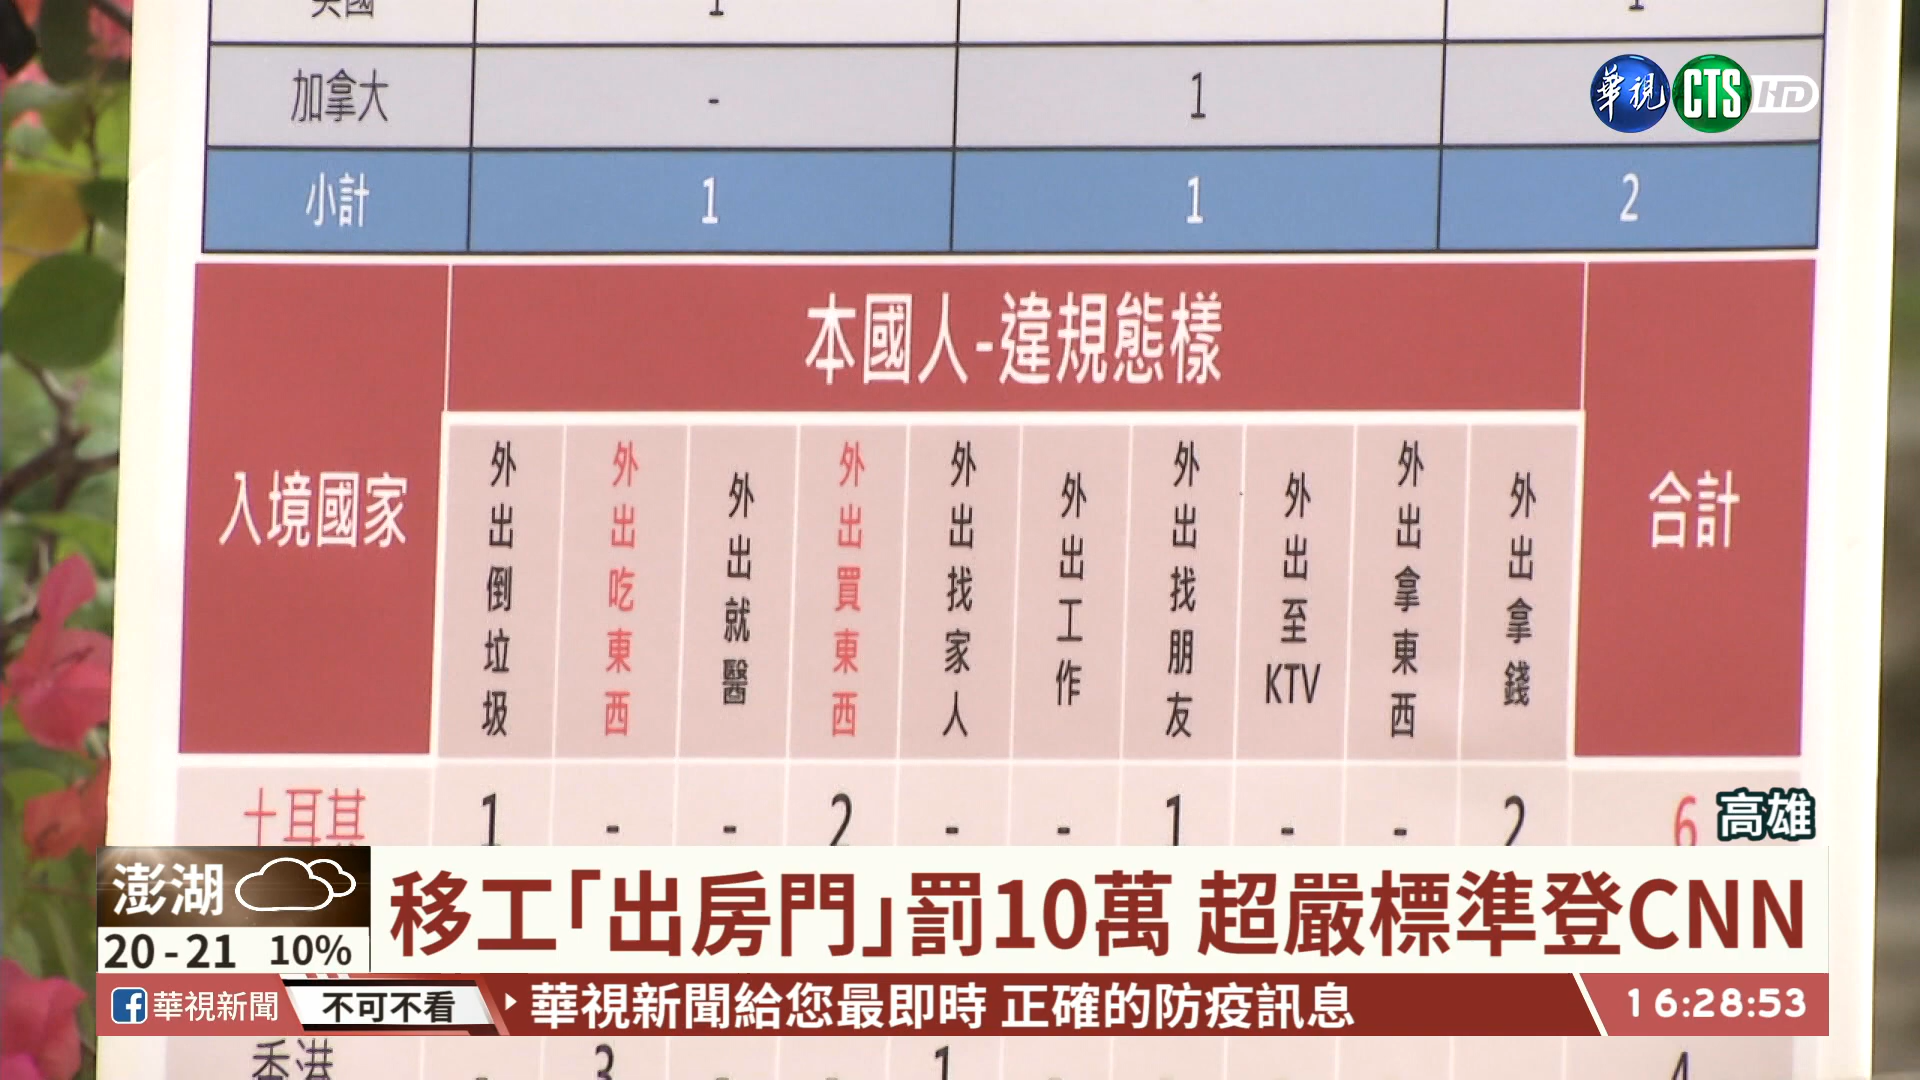 英國 1 1
加拿大 - 1
華視 CTS HD
小計 1 1 2
本國人-違規態樣
入境國家
外出倒垃圾
外出吃東西
外出就醫
外出買東西
外出找家人
外出工作
外出找朋友
外出至KTV
外出拿東西
外出拿錢
合計
土耳其 1 - - 2 - - 1 - - 2 6
高雄
澎湖
20-21 10%
移工「出房門」罰10萬 超嚴標準登CNN
華視新聞 不可不看 華視新聞給您最即時 正確的防疫訊息 16:28:53
香港 - 3 - - 1 - - - - - 4